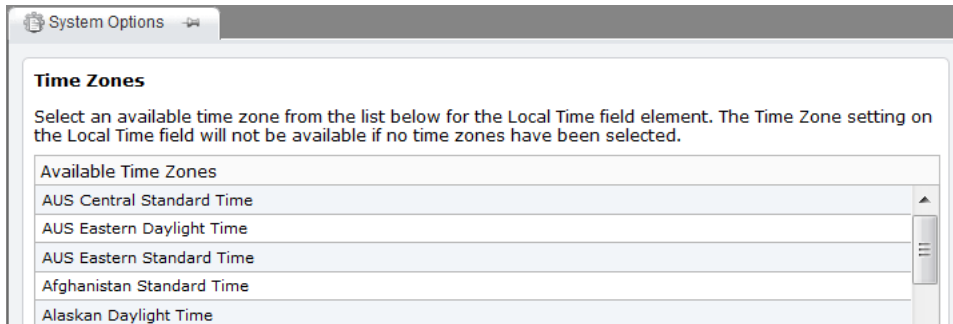 System Options
Time Zones
Select an available time zone from the list below for the Local Time field element. The Time Zone setting on
the Local Time field will not be available if no time zones have been selected.
Available Time Zones
AUS Central Standard Time
AUS Eastern Daylight Time
AUS Eastern Standard Time
Afghanistan Standard Time
Alaskan Daylight Time